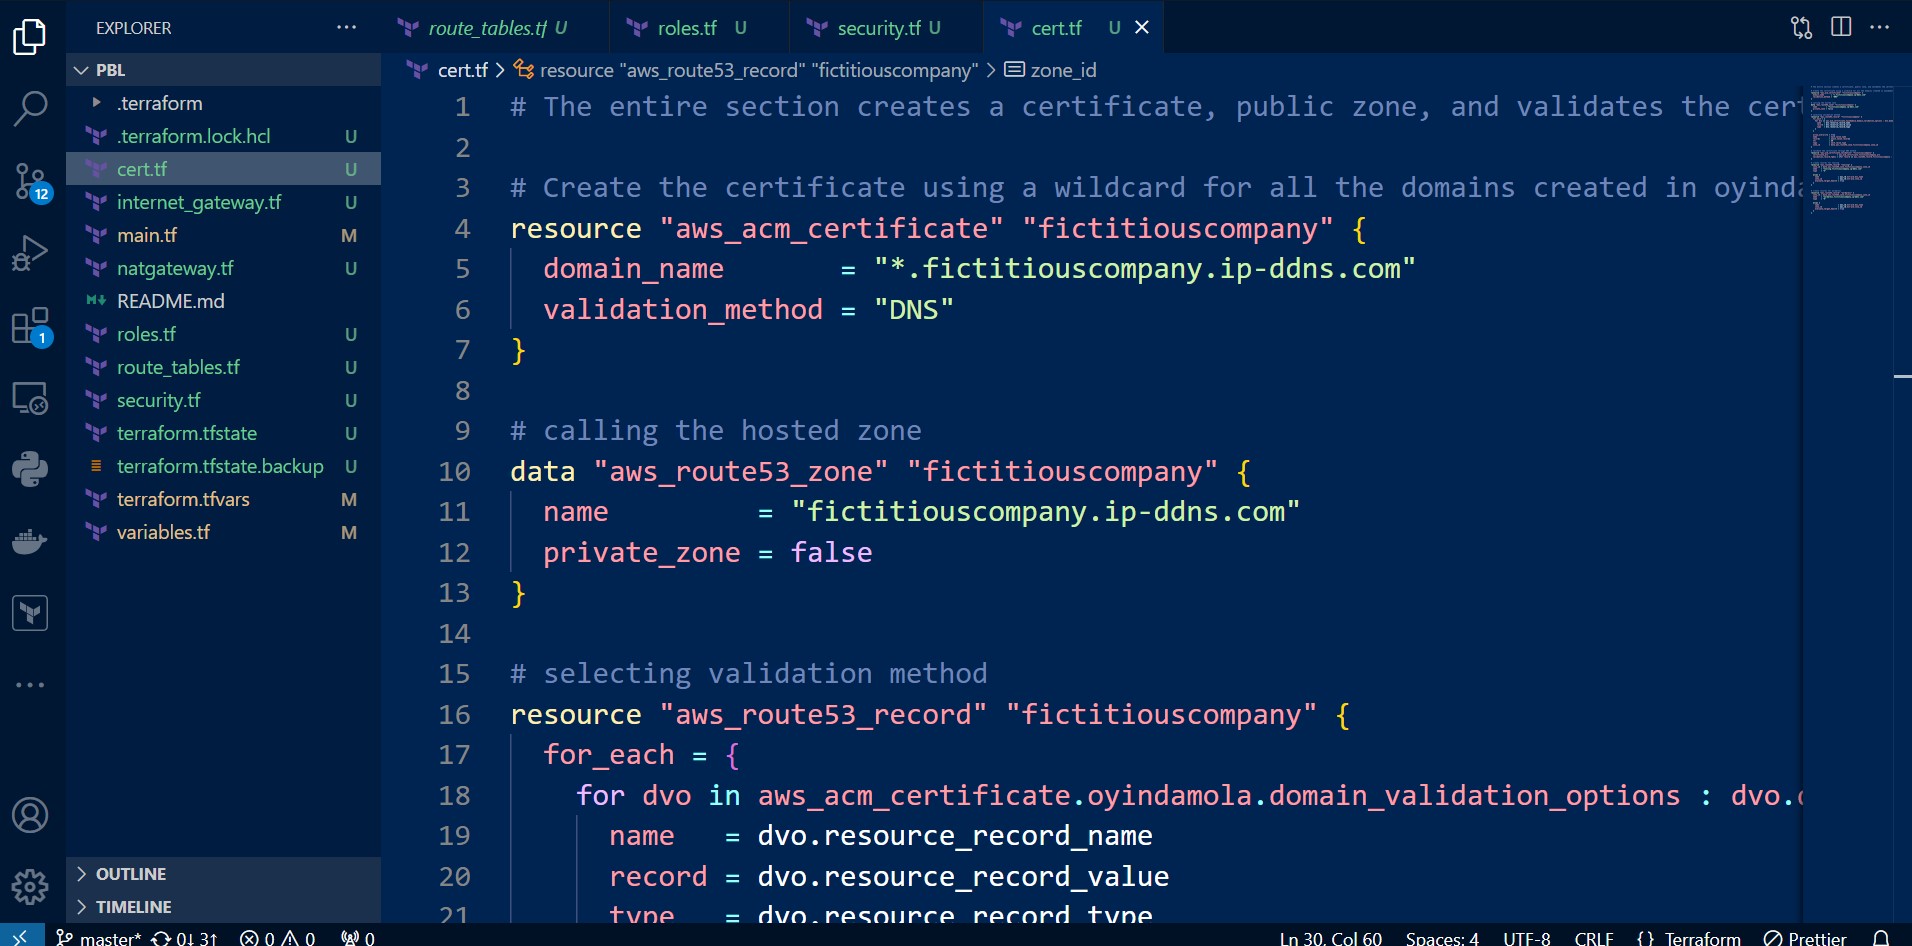 EXPLORER
PBL
.terraform
.terraform.lock.hcl U
cert.tf U
internet_gateway.tf U
main.tf M
natgateway.tf U
README.md
roles.tf U
route_tables.tf U
security.tf U
terraform.tfstate U
terraform.tfstate.backup U
terraform.tfvars M
variables.tf M
OUTLINE
TIMELINE
12
1
route_tables.tf U
roles.tf U
security.tf U
cert.tf U
cert.tf > resource "aws_route53_record" "fictitiouscompany" > zone_id
1 # The entire section creates a certificate, public zone, and validates the cert
2
3 # Create the certificate using a wildcard for all the domains created in oyinda
4 resource "aws_acm_certificate" "fictitiouscompany" {
5 domain_name = "*.fictitiouscompany.ip-ddns.com"
6 validation_method = "DNS"
7 }
8
9 # calling the hosted zone
10 data "aws_route53_zone" "fictitiouscompany" {
11 name = "fictitiouscompany.ip-ddns.com"
12 private_zone = false
13 }
14
15 # selecting validation method
16 resource "aws_route53_record" "fictitiouscompany" {
17 for_each = {
18 for dvo in aws_acm_certificate.oyindamola.domain_validation_options : dvo.
19 name = dvo.resource_record_name
20 record = dvo.resource_record_value
21 type = dvo.resource_record_type
master* 0↓ 3↑ 0 0 0 Ln 30, Col 60 Spaces: 4 UTF-8 CRLF {} Terraform Prettier